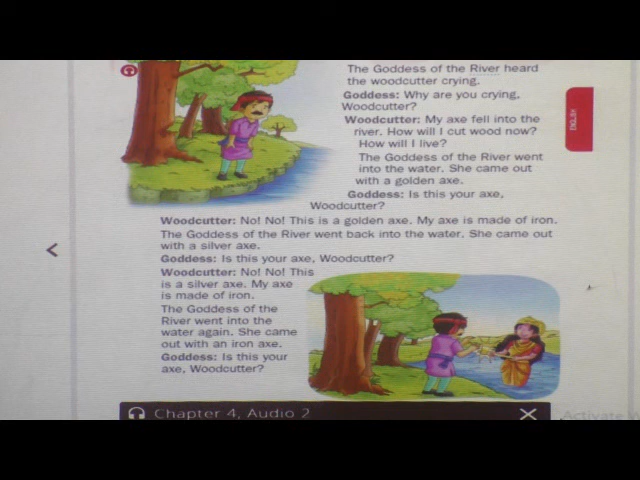 The Goddess of the River heard
the woodcutter crying.
Goddess: Why are you crying,
Woodcutter?
Woodcutter: My axe fell into the
river. How will I cut wood now?
How will I live?
The Goddess of the River went
into the water. She came out
with a golden axe.
Goddess: Is this your axe,
Woodcutter?
Woodcutter: No! No! This is a golden axe. My axe is made of iron.
The Goddess of the River went back into the water. She came out
with a silver axe.
Goddess: Is this your axe, Woodcutter?
Woodcutter: No! No! This
is a silver axe. My axe
is made of iron.
The Goddess of the
River went into the
water again. She came
out with an iron axe.
Goddess: Is this your
axe, Woodcutter?
ENGLISH
Chapter 4, Audio 2
Activate